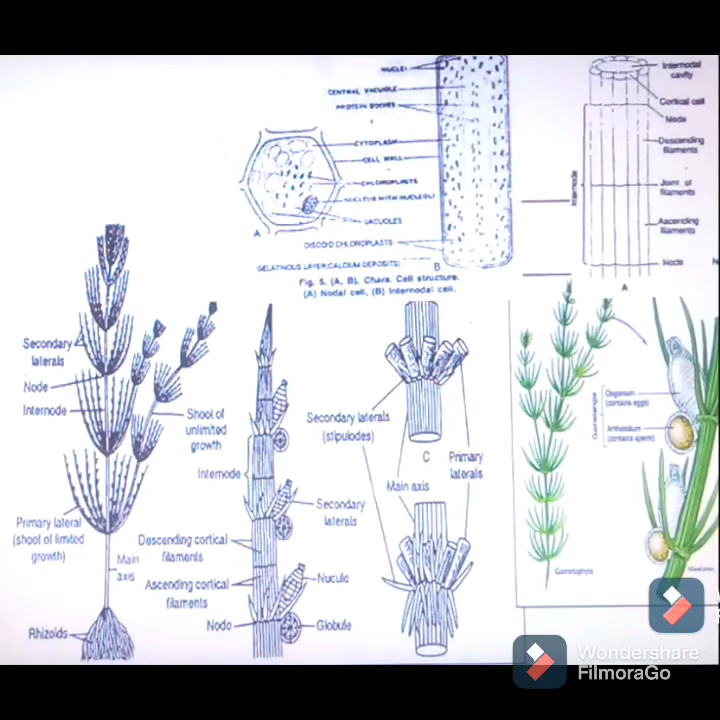 NUCLEI
CENTRAL VACUOLE
PROTEIN BODIES
CYTOPLASM
CELL WALL
CHLOROPLASTS
NUCLEUS WITH NUCLEOLI
VACUOLES
A
DISCOID CHLOROPLASTS
GELATINOUS LAYER(CALCIUM DEPOSITS)
B
Fig. 5. (A, B). Chara. Cell structure.
(A) Nodal cell, (B) Internodal cell.
Internodal
cavity
Cortical cell
Node
Descending
filaments
Internode
Joint of
filaments
Ascending
filaments
Node
A
Secondary
laterals
Node
Internode
Shoot of
unlimited
growth
Primary lateral
(shoot of limited
growth)
Main
axis
Rhizoids
Internode
Secondary
laterals
Descending cortical
filaments
Ascending cortical
filaments
Nucule
Node
Globule
Secondary laterals
(stipulodes)
C
Primary
laterals
Main axis
Oogonium
(contains eggs)
Antheridium
(contains sperm)
Gametangia
Gametophyte
Wondershare
FilmoraGo